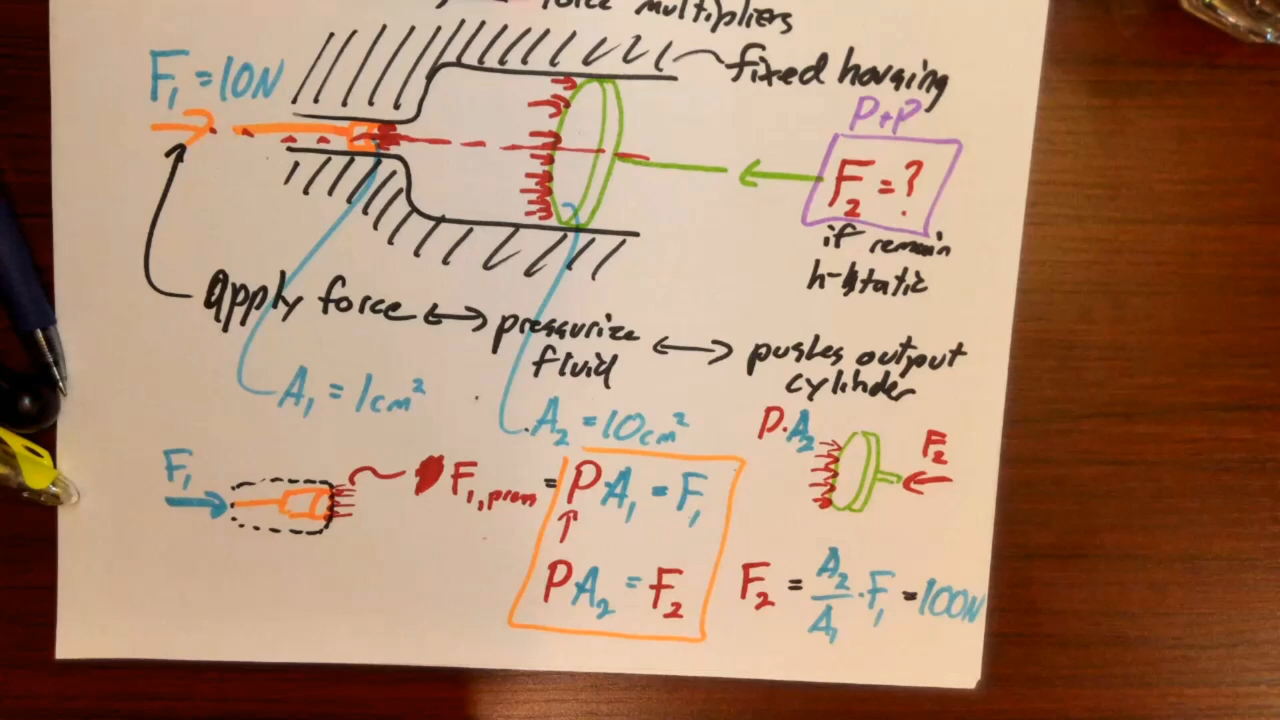 force multipliers
F₁ = 10N
fixed housing
P+P
F₂ = ?
if remain
h-static
apply force ↔ pressurize fluid ↔ pushes output cylinder
A₁ = 1cm²
A₂ = 10cm²
P·A₂
F₂
F₁
F₁,press = PA₁ = F₁
↑
PA₂ = F₂
F₂ = A₂/A₁ · F₁ = 100N